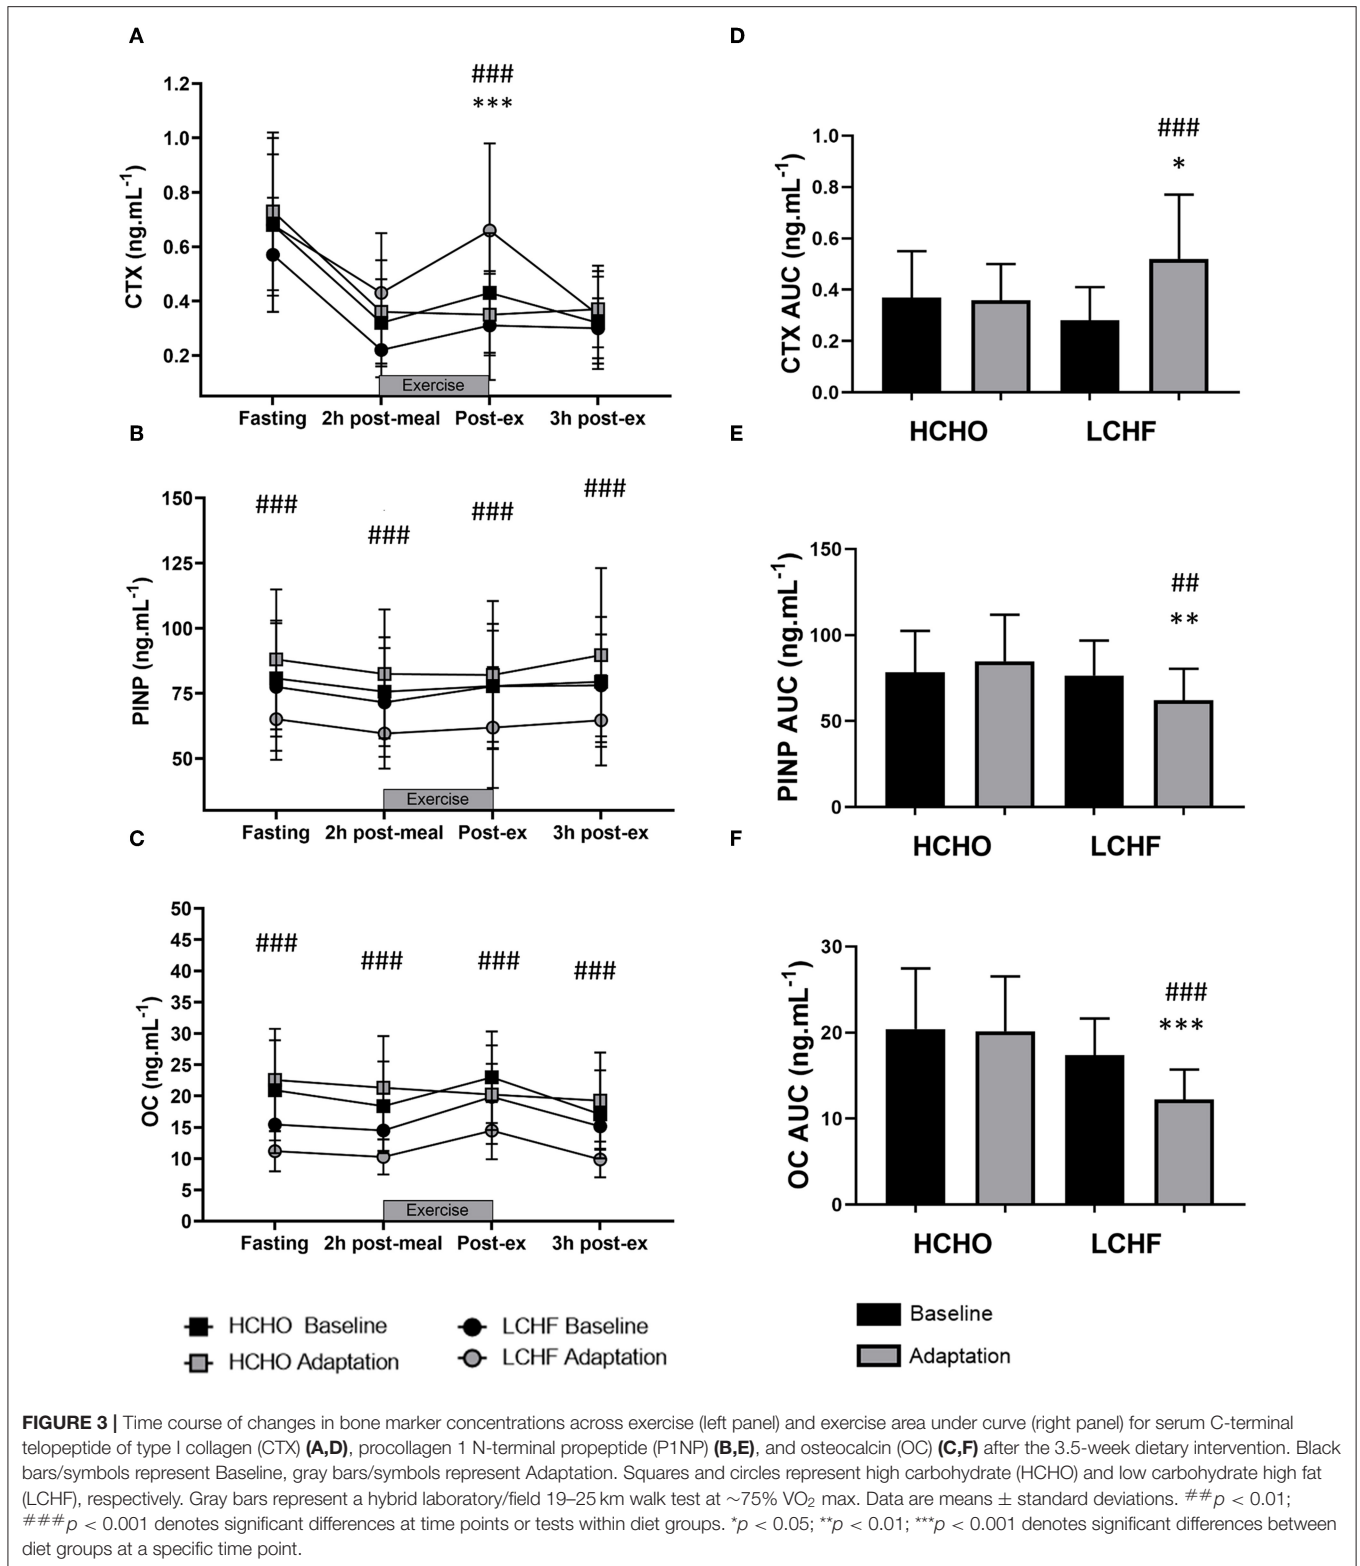 A
###
***
1.2
1.0
0.8
0.6
0.4
0.2
CTX (ng.mL-1)
Exercise
Fasting 2h post-meal Post-ex 3h post-ex
D
###
*
1.0
0.8
0.6
0.4
0.2
0.0
CTX AUC (ng.mL-1)
HCHO LCHF
B
### ### ### ###
150
125
100
75
50
PINP (ng.mL-1)
Exercise
Fasting 2h post-meal Post-ex 3h post-ex
E
##
**
150
100
50
0
PINP AUC (ng.mL-1)
HCHO LCHF
C
### ### ### ###
50
45
40
35
30
25
20
15
10
5
0
OC (ng.mL-1)
Exercise
Fasting 2h post-meal Post-ex 3h post-ex
F
###
***
30
20
10
0
OC AUC (ng.mL-1)
HCHO LCHF
HCHO Baseline LCHF Baseline
HCHO Adaptation LCHF Adaptation
Baseline
Adaptation
FIGURE 3 | Time course of changes in bone marker concentrations across exercise (left panel) and exercise area under curve (right panel) for serum C-terminal
telopeptide of type I collagen (CTX) (A,D), procollagen 1 N-terminal propeptide (P1NP) (B,E), and osteocalcin (OC) (C,F) after the 3.5-week dietary intervention. Black
bars/symbols represent Baseline, gray bars/symbols represent Adaptation. Squares and circles represent high carbohydrate (HCHO) and low carbohydrate high fat
(LCHF), respectively. Gray bars represent a hybrid laboratory/field 19–25 km walk test at ~75% VO2 max. Data are means ± standard deviations. ##p < 0.01;
###p < 0.001 denotes significant differences at time points or tests within diet groups. *p < 0.05; **p < 0.01; ***p < 0.001 denotes significant differences between
diet groups at a specific time point.